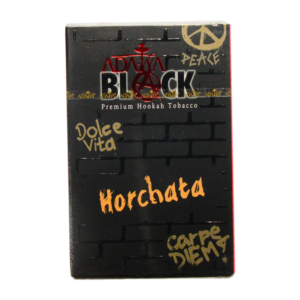 PEACE
ADALYA
BLACK
Premium Hookah Tobacco
Dolce
Vita
Horchata
Carpe
DIEM!